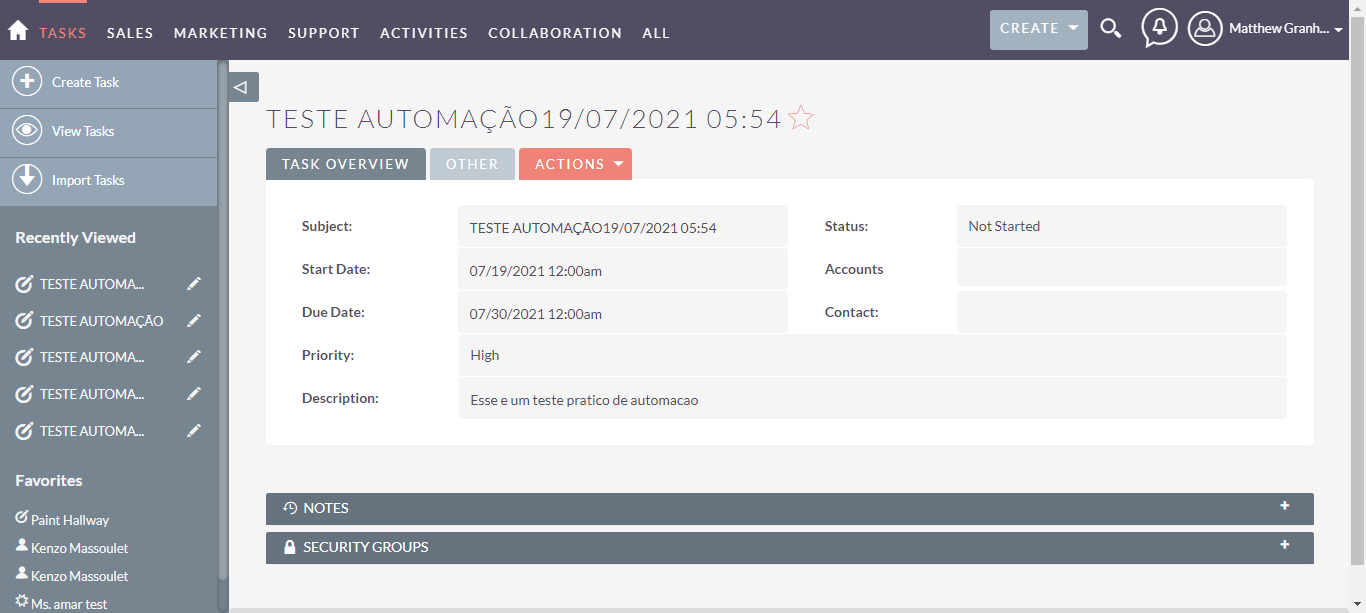 TASKS SALES MARKETING SUPPORT ACTIVITIES COLLABORATION ALL CREATE Matthew Granh...
Create Task
View Tasks
Import Tasks
Recently Viewed
TESTE AUTOMA...
TESTE AUTOMAÇÃO
TESTE AUTOMA...
TESTE AUTOMA...
TESTE AUTOMA...
Favorites
Paint Hallway
Kenzo Massoulet
Kenzo Massoulet
Ms. amar test
TESTE AUTOMAÇÃO19/07/2021 05:54
TASK OVERVIEW OTHER ACTIONS
Subject: TESTE AUTOMAÇÃO19/07/2021 05:54 Status: Not Started
Start Date: 07/19/2021 12:00am Accounts
Due Date: 07/30/2021 12:00am Contact:
Priority: High
Description: Esse e um teste pratico de automacao
NOTES
SECURITY GROUPS